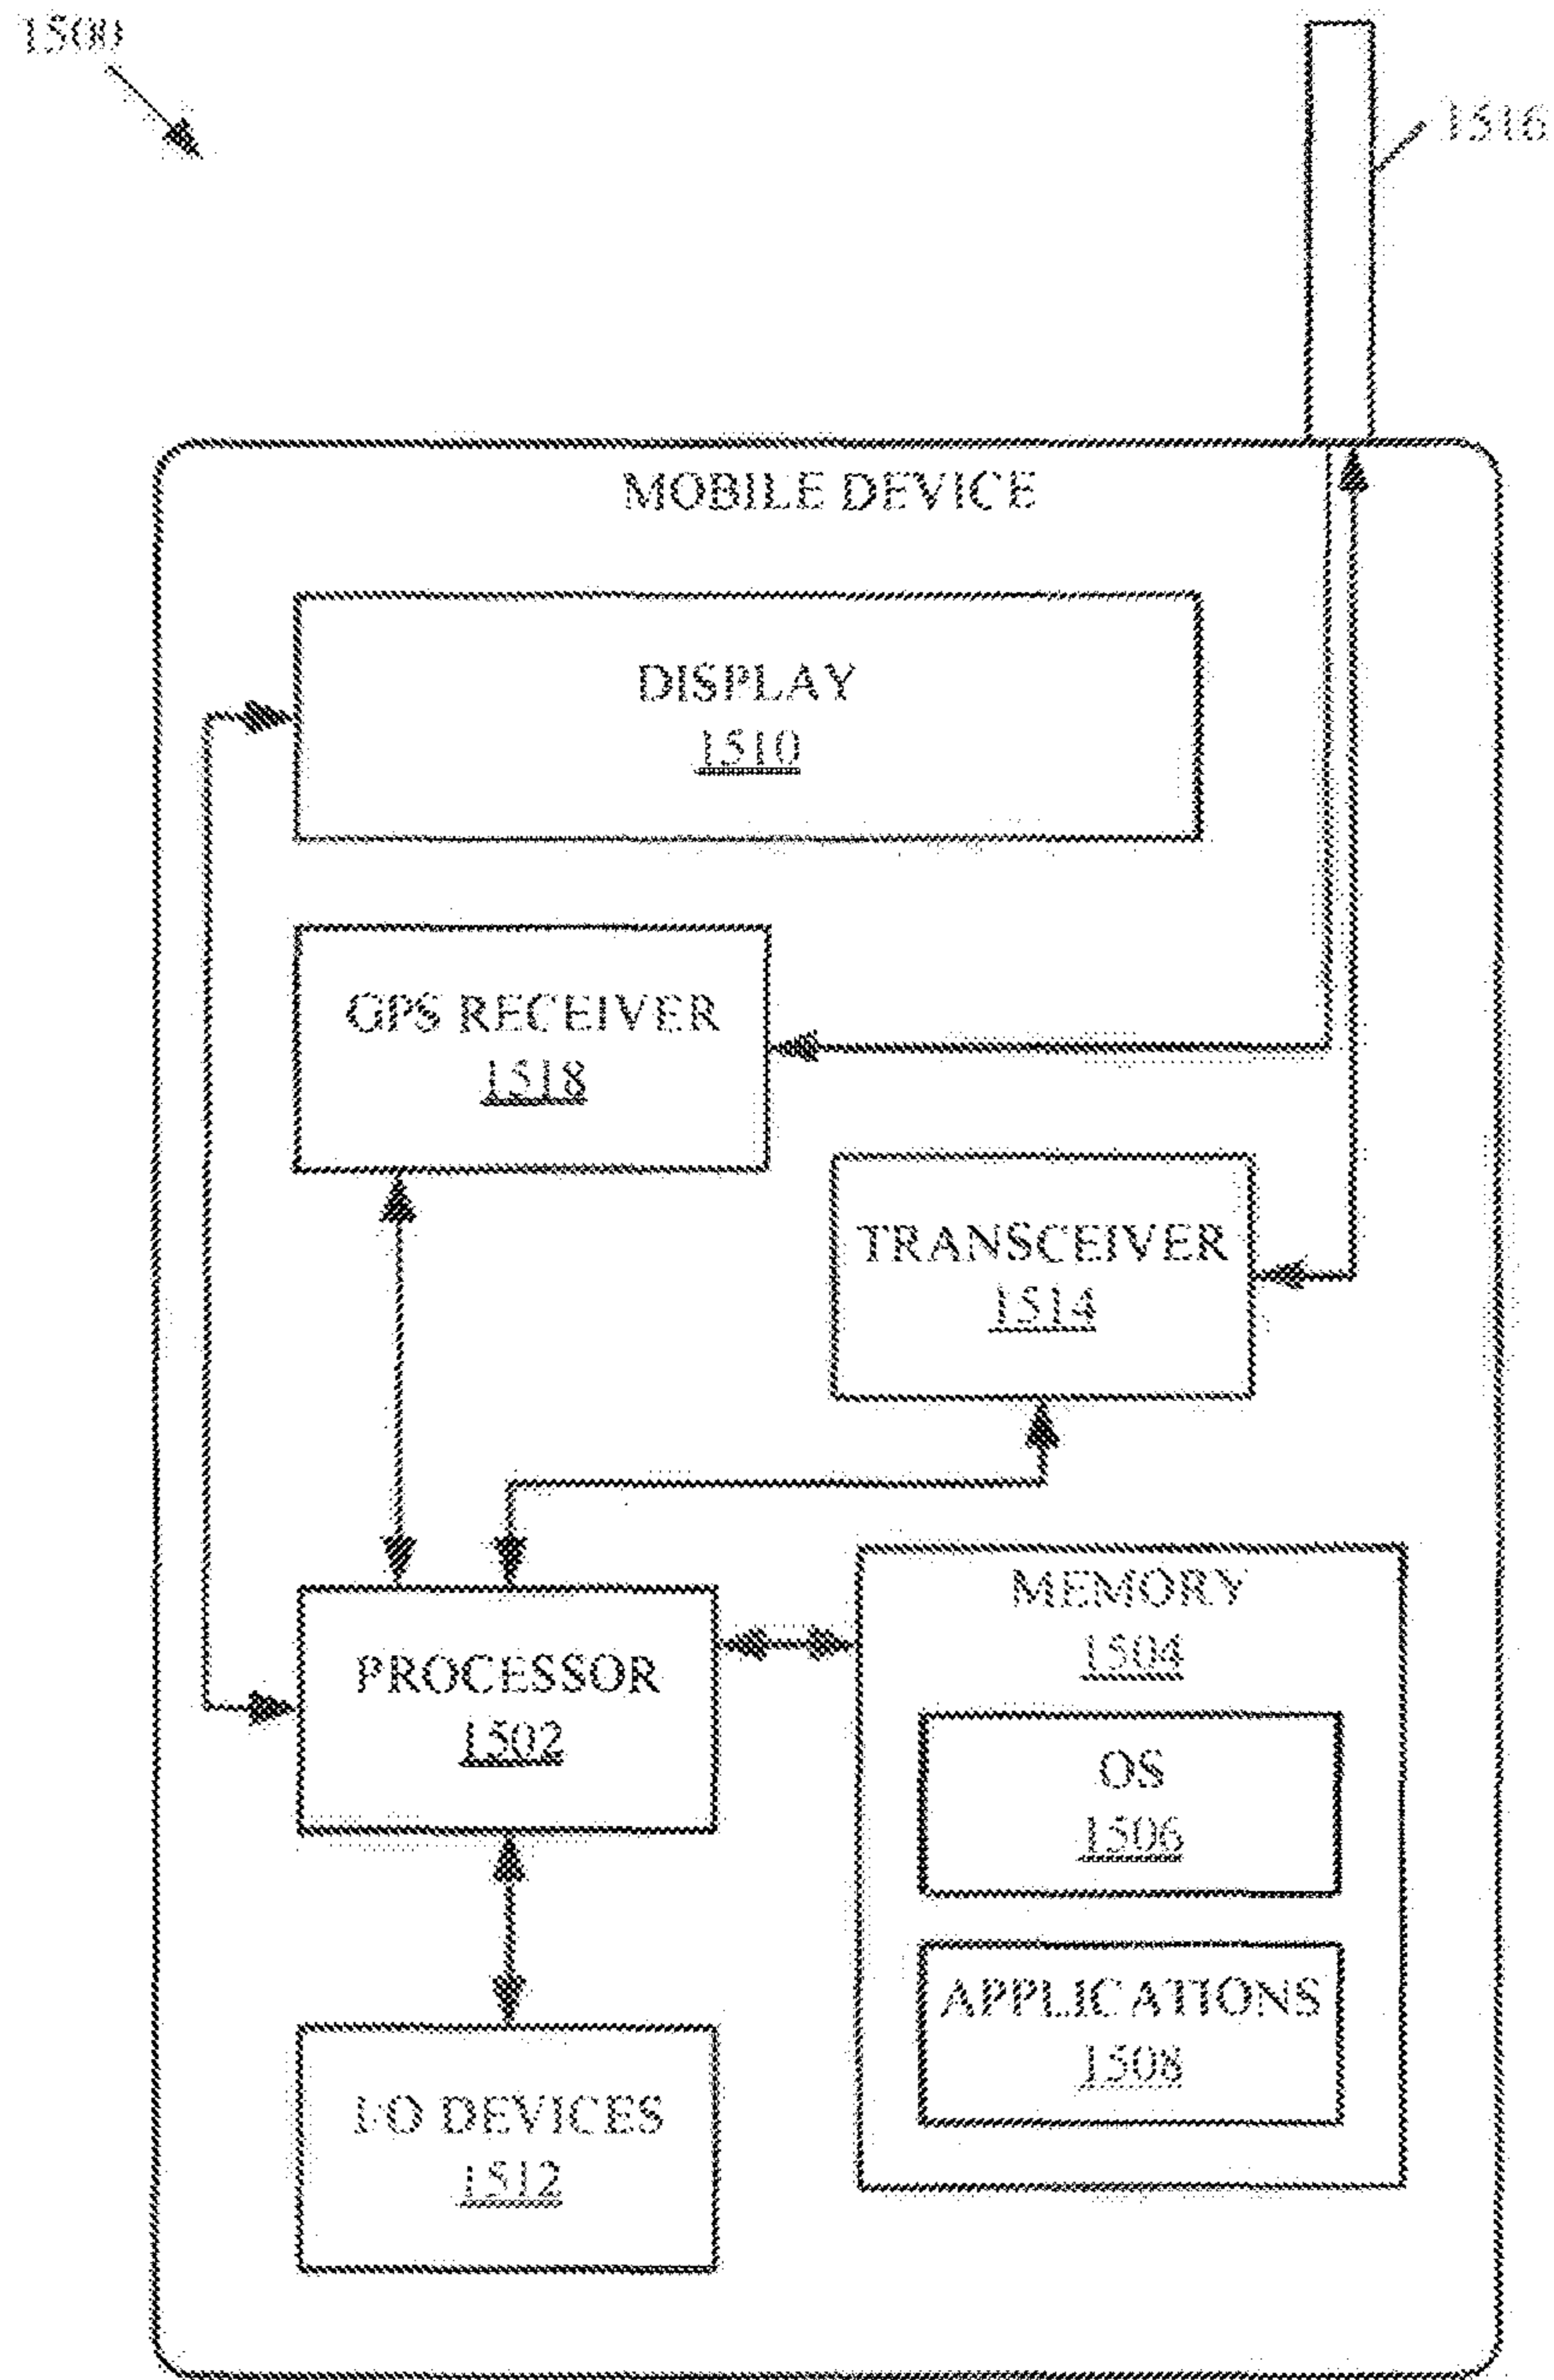 1500
1516
MOBILE DEVICE
DISPLAY
1510
GPS RECEIVER
1518
TRANSCEIVER
1514
PROCESSOR
1502
MEMORY
1504
OS
1506
APPLICATIONS
1508
I/O DEVICES
1512